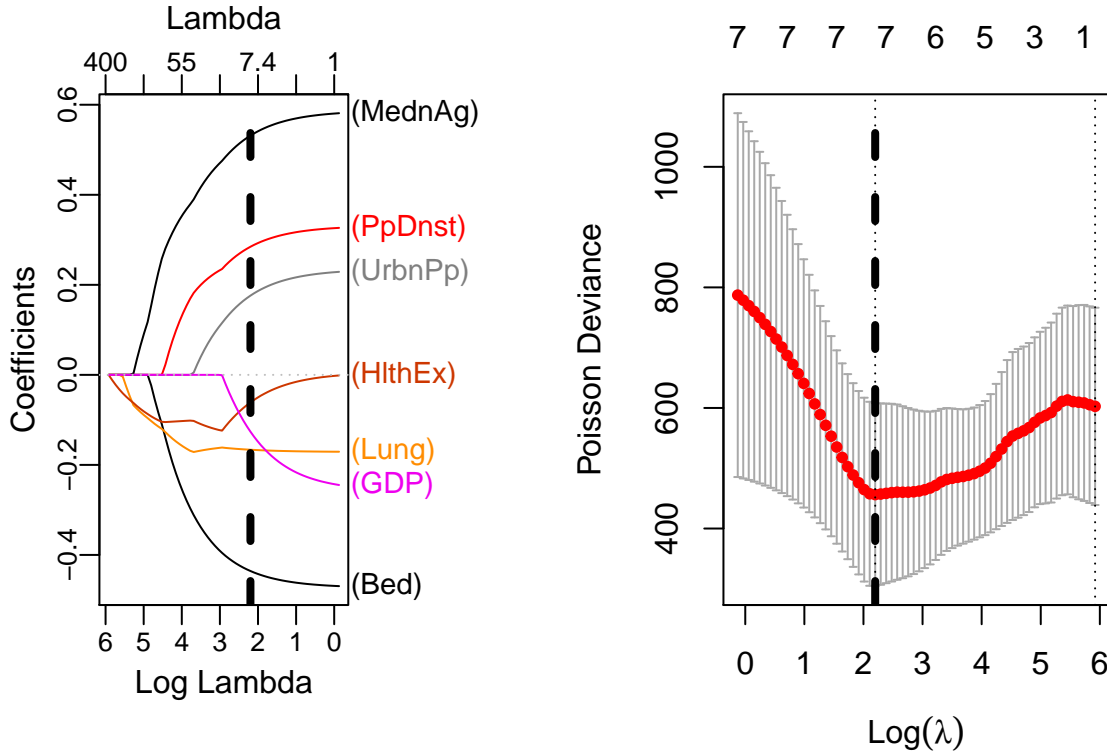 Lambda
400 55 7.4 1
Coefficients
0.6
0.4
0.2
0.0
−0.2
−0.4
(MednAg)
(PpDnst)
(UrbnPp)
(HlthEx)
(Lung)
(GDP)
(Bed)
6 5 4 3 2 1 0
Log Lambda
7 7 7 7 6 5 3 1
Poisson Deviance
1000
800
600
400
0 1 2 3 4 5 6
Log(λ)